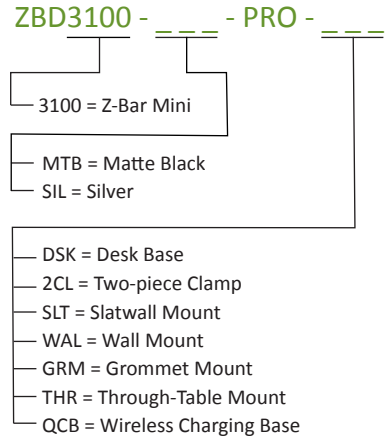 ZBD3100 - _ _ _ - PRO - _ _ _
3100 = Z-Bar Mini
MTB = Matte Black
SIL = Silver
DSK = Desk Base
2CL = Two-piece Clamp
SLT = Slatwall Mount
WAL = Wall Mount
GRM = Grommet Mount
THR = Through-Table Mount
QCB = Wireless Charging Base